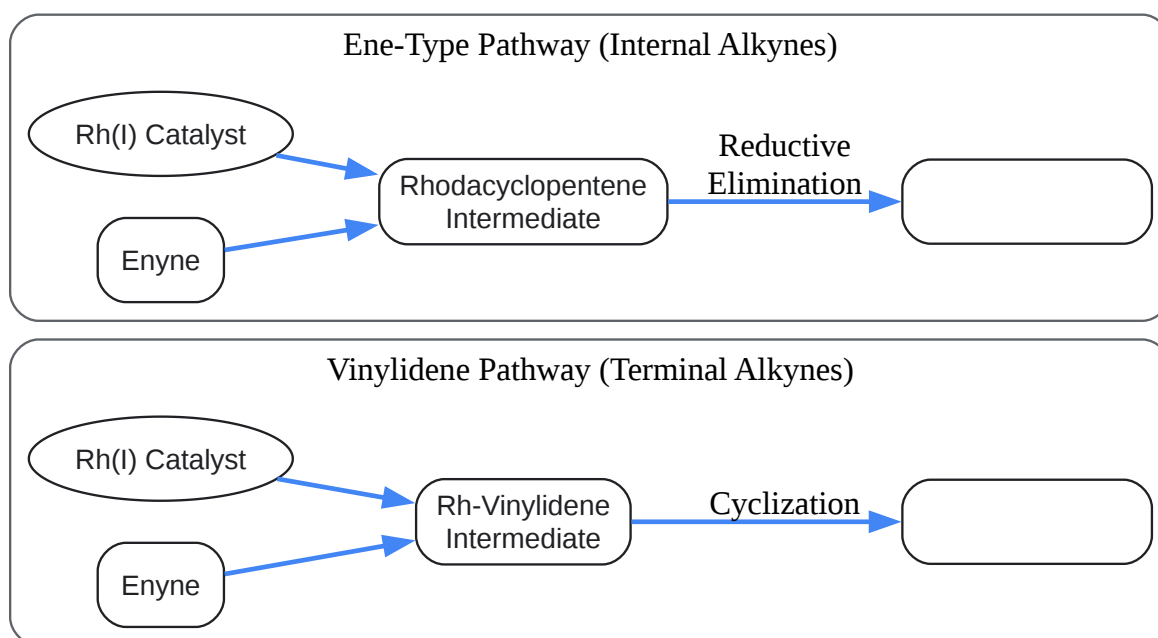 Ene-Type Pathway (Internal Alkynes)
Rh(I) Catalyst
Enyne
Rhodacyclopentene
Intermediate
Reductive
Elimination
Vinylidene Pathway (Terminal Alkynes)
Rh(I) Catalyst
Enyne
Rh-Vinylidene
Intermediate
Cyclization